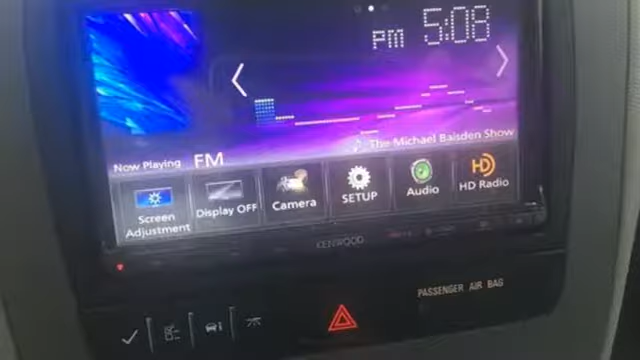 PM 5:08
The Michael Baisden Show
Now Playing FM
Screen Adjustment
Display OFF
Camera
SETUP
Audio
HD Radio
KENWOOD
PASSENGER AIR BAG